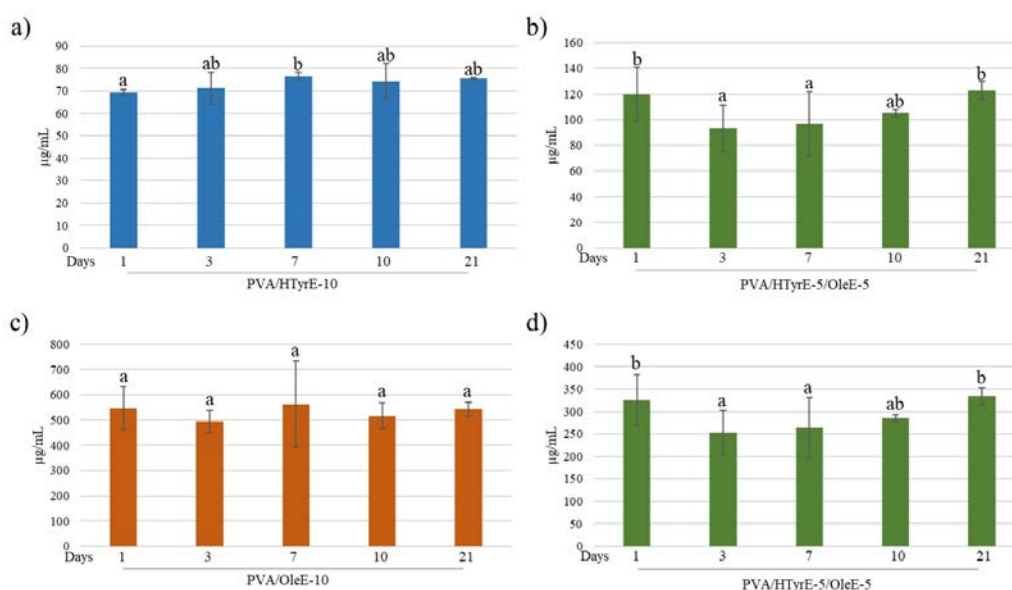 a)
90
80
70
60
50
40
30
20
10
0
µg/mL
a
ab
b
ab
ab
Days 1 3 7 10 21
PVA/HTyrE-10
b)
160
140
120
100
80
60
40
20
0
µg/mL
b
a
a
ab
b
Days 1 3 7 10 21
PVA/HTyrE-5/OleE-5
c)
800
700
600
500
400
300
200
100
0
µg/mL
a
a
a
a
a
Days 1 3 7 10 21
PVA/OleE-10
d)
450
400
350
300
250
200
150
100
50
0
µg/mL
b
a
a
ab
b
Days 1 3 7 10 21
PVA/HTyrE-5/OleE-5